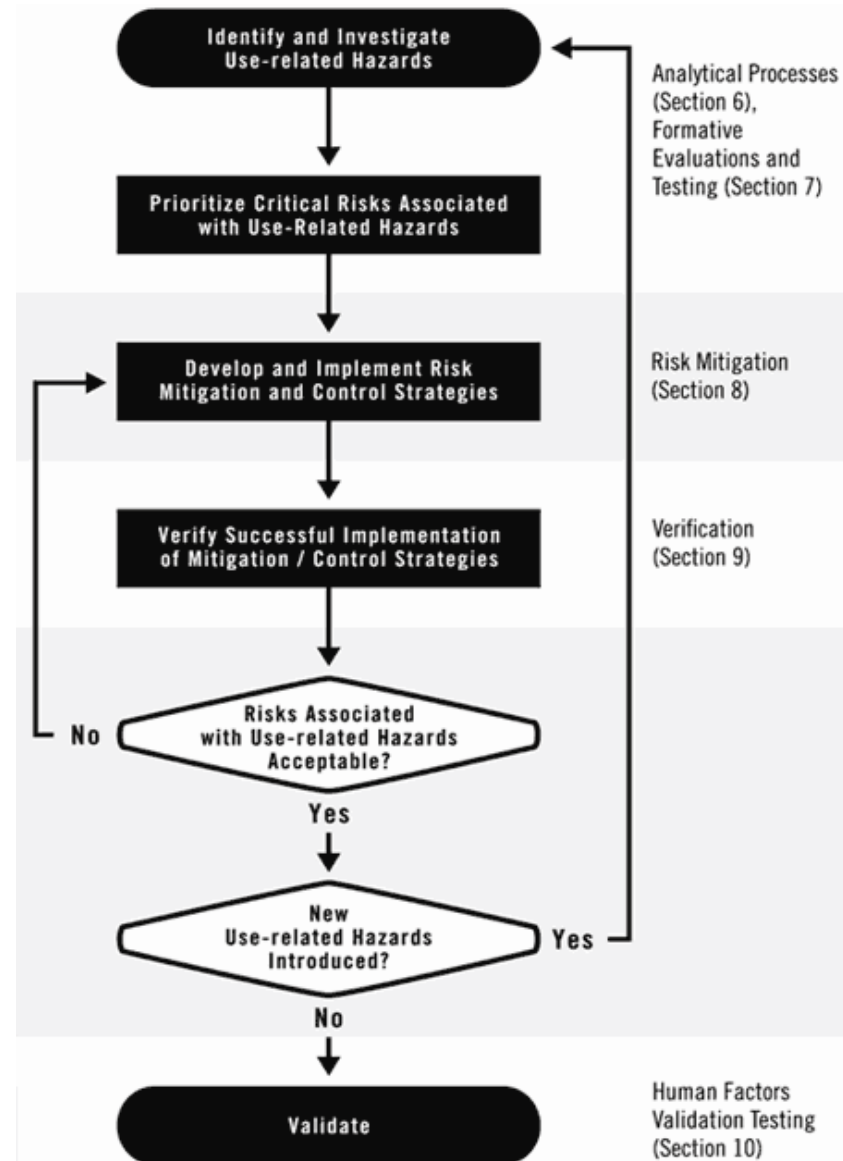 Identify and Investigate
Use-related Hazards
Analytical Processes
(Section 6),
Formative
Evaluations and
Testing (Section 7)
Prioritize Critical Risks Associated
with Use-Related Hazards
Develop and Implement Risk
Mitigation and Control Strategies
Risk Mitigation
(Section 8)
Verify Successful Implementation
of Mitigation / Control Strategies
Verification
(Section 9)
Risks Associated
with Use-related Hazards
Acceptable?
No
Yes
New
Use-related Hazards
Introduced?
Yes
No
Validate
Human Factors
Validation Testing
(Section 10)